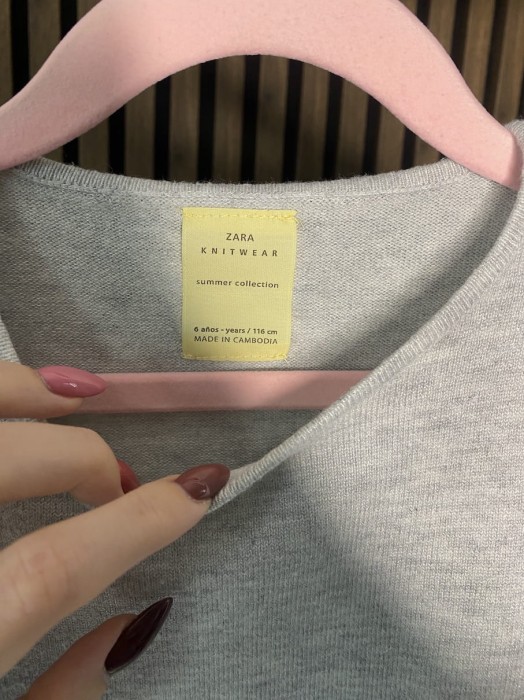 ZARA
KNITWEAR
summer collection
6 años - years / 116 cm
MADE IN CAMBODIA